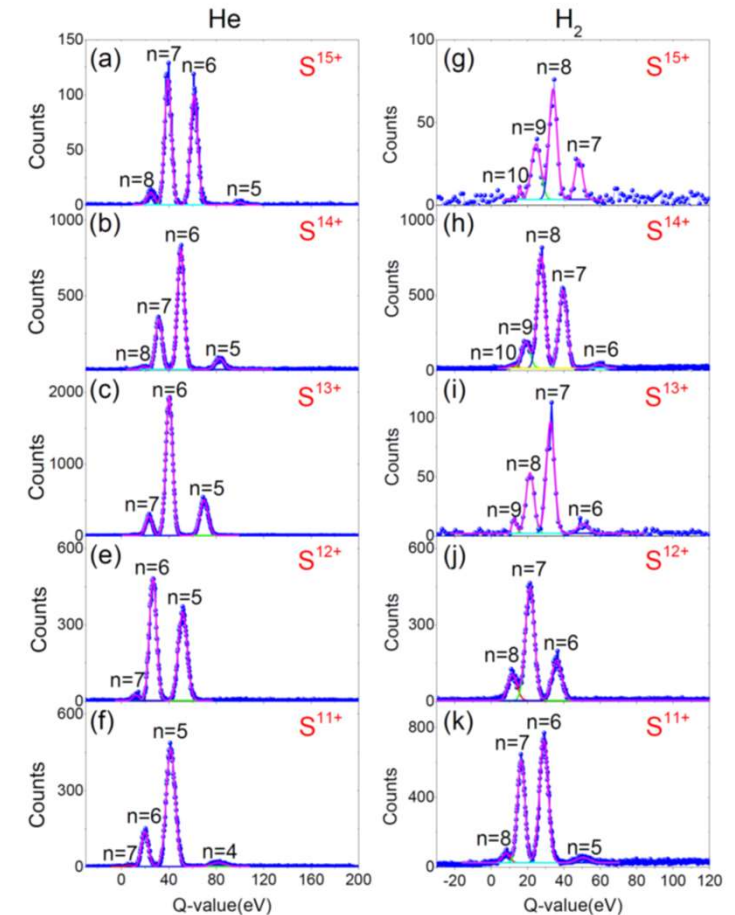 He
H2
(a) n=7 n=6 S15+
n=8 n=5
150
100
50
0
Counts
(g) n=8 S15+
n=9 n=7
n=10
100
50
0
Counts
(b) n=6 S14+
n=7
n=8 n=5
1000
500
0
Counts
(h) n=8 S14+
n=7
n=9
n=10 n=6
1000
500
0
Counts
(c) n=6 S13+
n=7 n=5
2000
1000
0
Counts
(i) n=7 S13+
n=8
n=9 n=6
100
50
0
Counts
(e) n=6 S12+
n=5
n=7
600
300
0
Counts
(j) n=7 S12+
n=8 n=6
600
300
0
Counts
(f) n=5 S11+
n=6
n=7 n=4
600
300
0
Counts
0 40 80 120 160 200
Q-value(eV)
(k) n=6 S11+
n=7
n=8 n=5
800
400
0
Counts
-20 0 20 40 60 80 100 120
Q-value(eV)